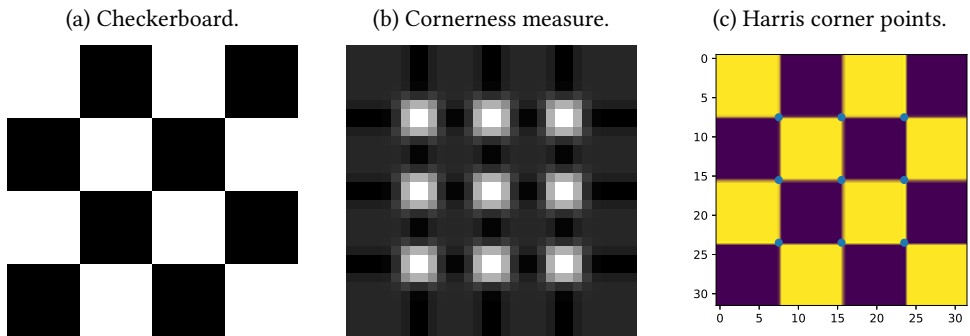 (a) Checkerboard.
(b) Cornerness measure.
(c) Harris corner points.
0
5
10
15
20
25
30
0 5 10 15 20 25 30